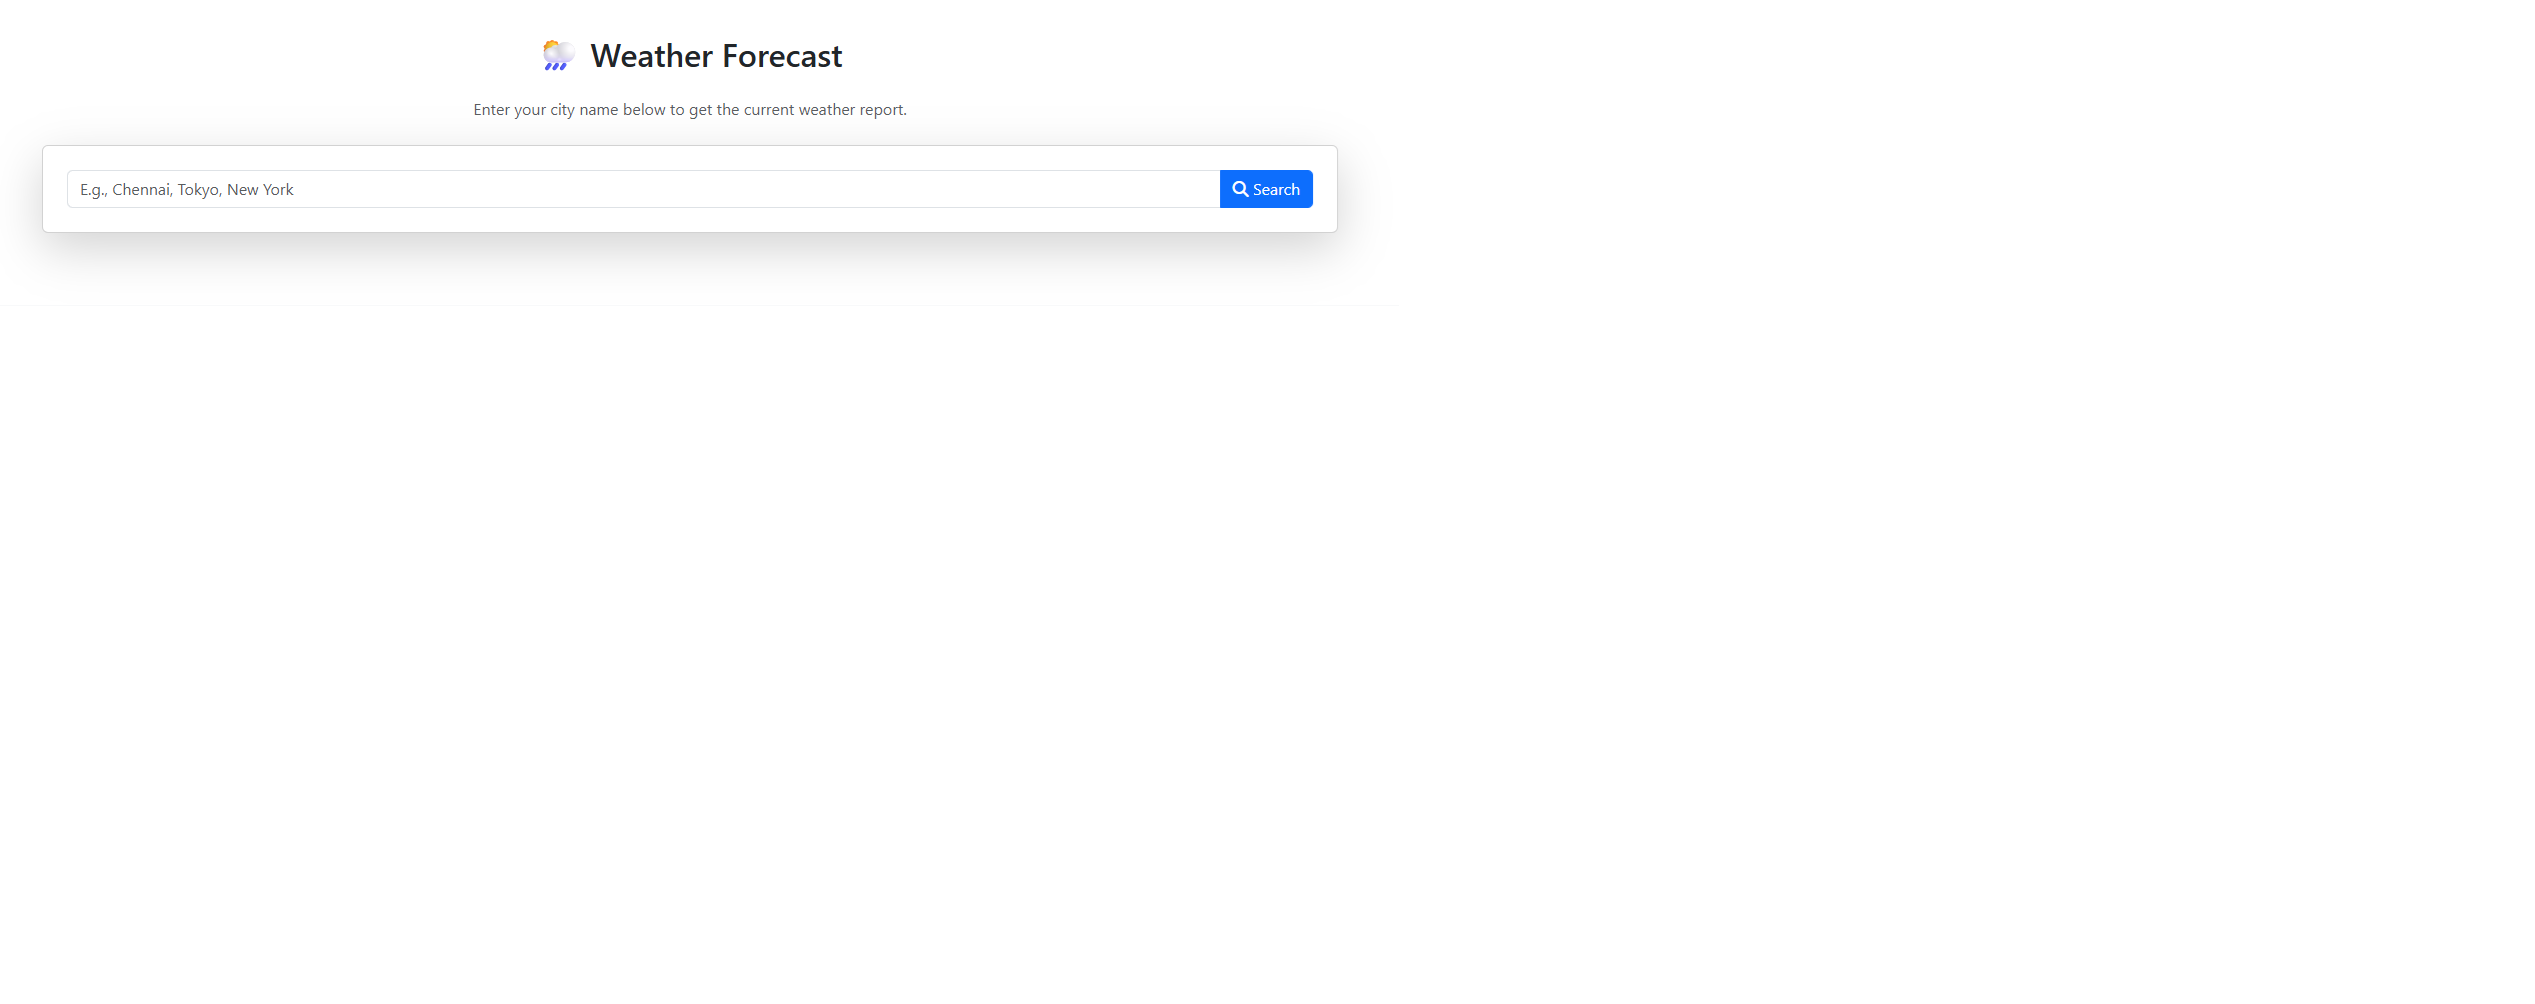 Weather Forecast
Enter your city name below to get the current weather report.
E.g., Chennai, Tokyo, New York
Search